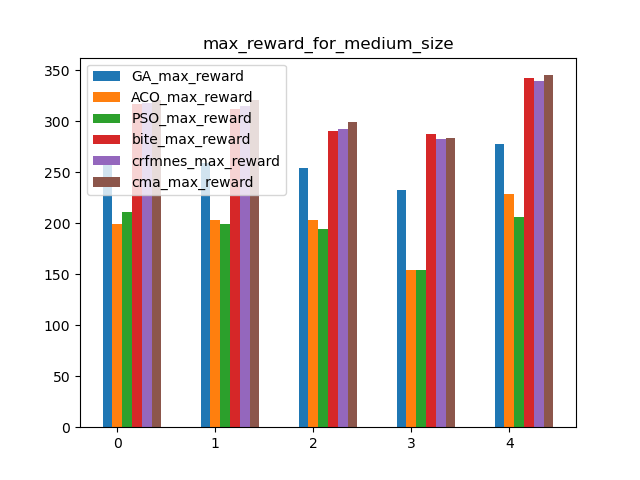 max_reward_for_medium_size
350
300
250
200
150
100
50
0
GA_max_reward
ACO_max_reward
PSO_max_reward
bite_max_reward
crfmnes_max_reward
cma_max_reward
0 1 2 3 4